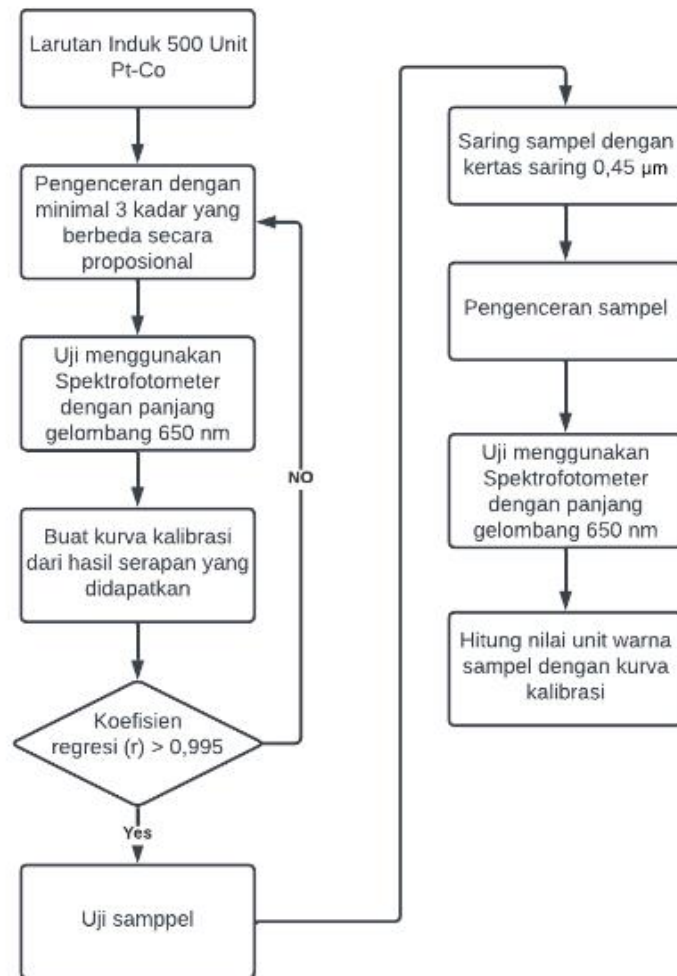 Larutan Induk 500 Unit
Pt-Co
Pengenceran dengan
minimal 3 kadar yang
berbeda secara
proposional
Uji menggunakan
Spektrofotometer
dengan panjang
gelombang 650 nm
Buat kurva kalibrasi
dari hasil serapan yang
didapatkan
Koefisien
regresi (r) > 0,995
NO
Yes
Uji samppel
Saring sampel dengan
kertas saring 0,45 µm
Pengenceran sampel
Uji menggunakan
Spektrofotometer
dengan panjang
gelombang 650 nm
Hitung nilai unit warna
sampel dengan kurva
kalibrasi